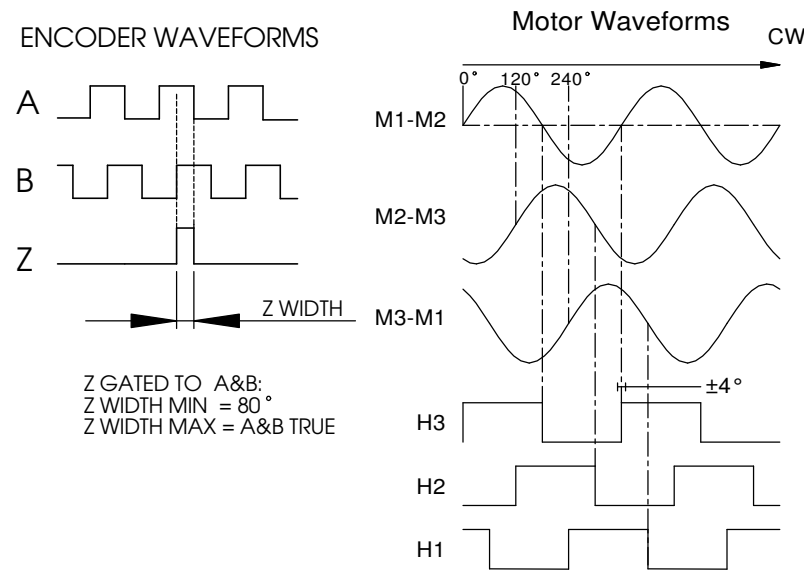 ENCODER WAVEFORMS
A
B
Z
Z WIDTH
Z GATED TO A&B:
Z WIDTH MIN = 80°
Z WIDTH MAX = A&B TRUE
Motor Waveforms
CW
0° 120° 240°
M1-M2
M2-M3
M3-M1
±4°
H3
H2
H1